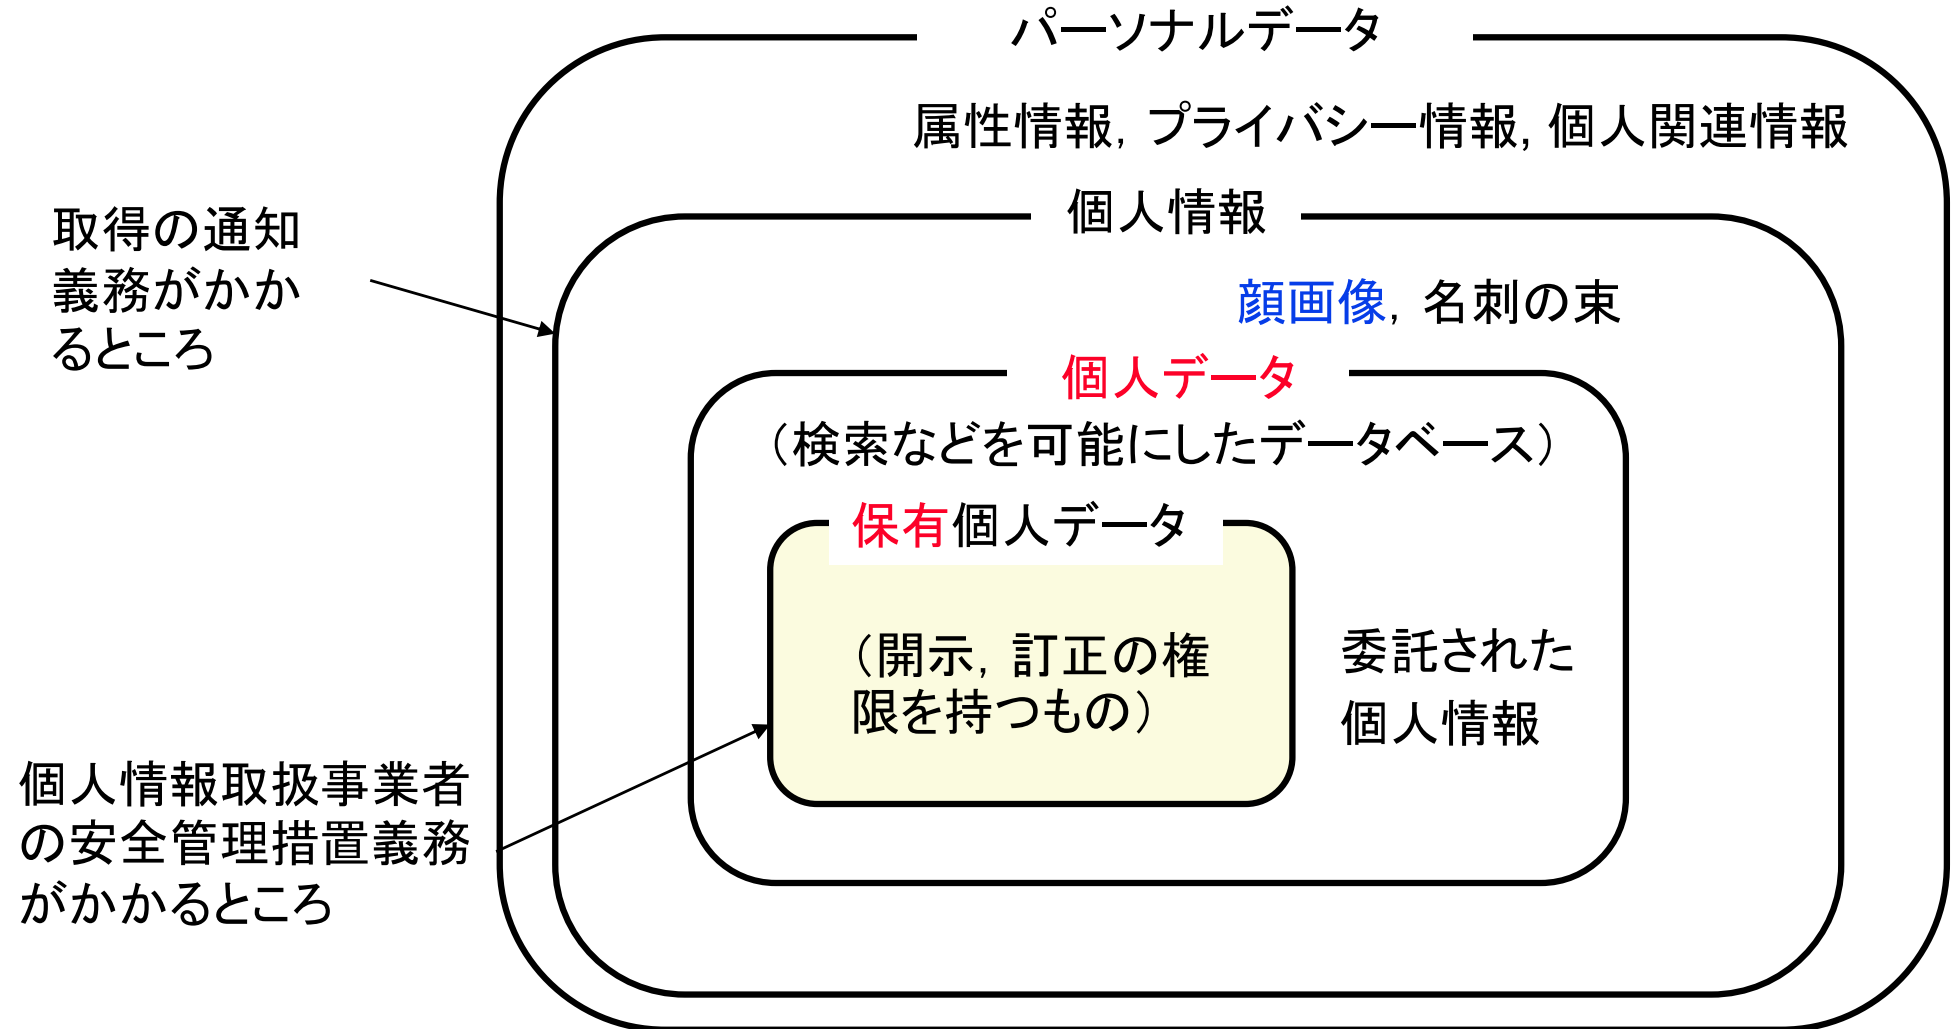 パーソナルデータ
属性情報，プライバシー情報，個人関連情報
個人情報
取得の通知
義務がかか
るところ
顔画像，名刺の束
個人データ
（検索などを可能にしたデータベース）
保有個人データ
（開示，訂正の権
限を持つもの）
委託された
個人情報
個人情報取扱事業者
の安全管理措置義務
がかかるところ